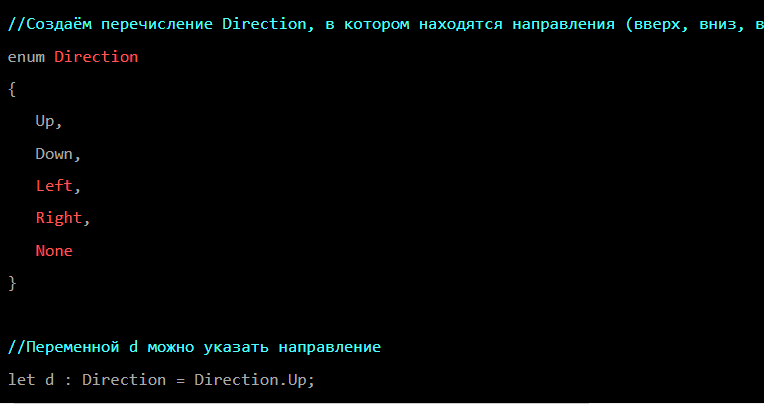 //Создаём перечисление Direction, в котором находятся направления (вверх, вниз, в
enum Direction
{
Up,
Down,
Left,
Right,
None
}
//Переменной d можно указать направление
let d : Direction = Direction.Up;